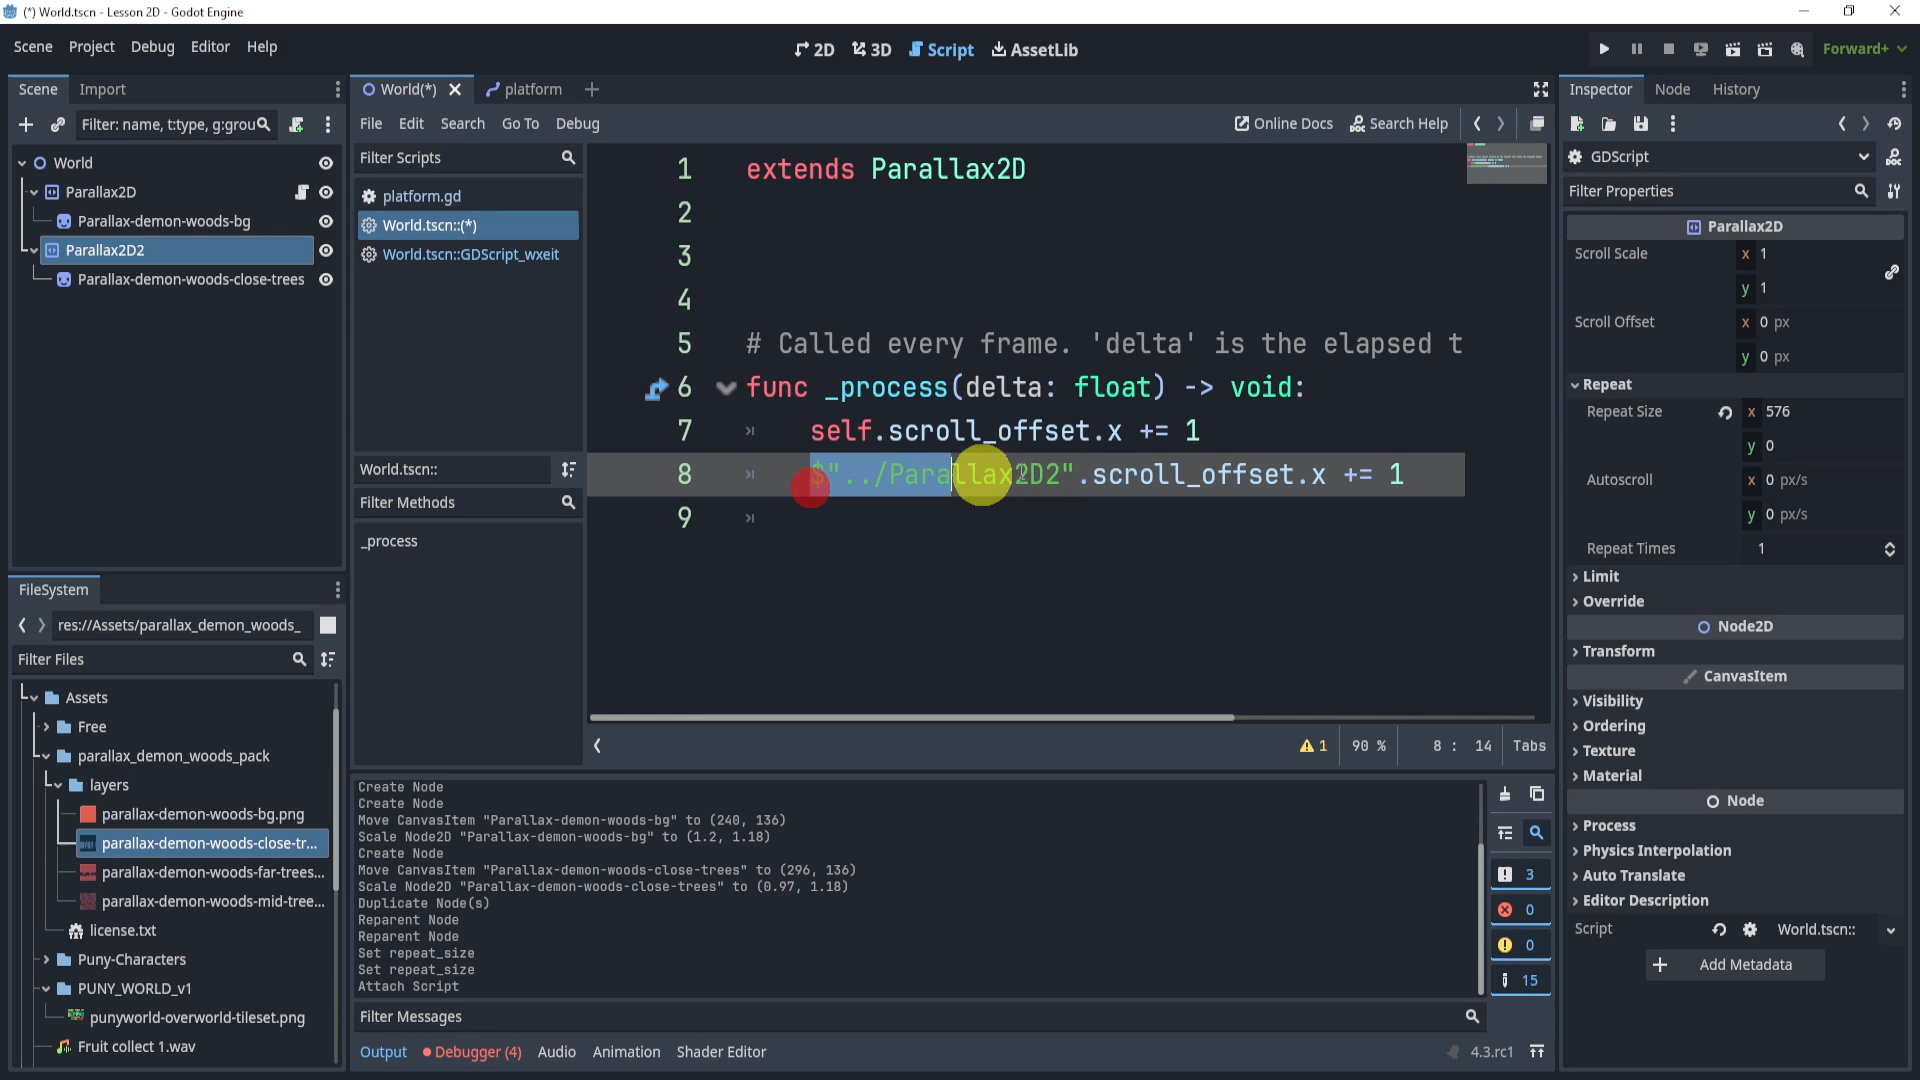 (*) World.tscn - Lesson 2D - Godot Engine
Scene Project Debug Editor Help
2D 3D Script AssetLib
Forward+
Scene Import
Filter: name, t:type, g:grou
World
Parallax2D
Parallax-demon-woods-bg
Parallax2D2
Parallax-demon-woods-close-trees
FileSystem
res://Assets/parallax_demon_woods_
Filter Files
Assets
Free
parallax_demon_woods_pack
layers
parallax-demon-woods-bg.png
parallax-demon-woods-close-tr...
parallax-demon-woods-far-trees...
parallax-demon-woods-mid-tree...
license.txt
Puny-Characters
PUNY_WORLD_v1
punyworld-overworld-tileset.png
Fruit collect 1.wav
World(*) platform
File Edit Search Go To Debug
Online Docs Search Help
Filter Scripts
platform.gd
World.tscn::(*)
World.tscn::GDScript_wxeit
World.tscn::
Filter Methods
_process
1 extends Parallax2D
2
3
4
5 # Called every frame. 'delta' is the elapsed t
6 func _process(delta: float) -> void:
7 self.scroll_offset.x += 1
8 $"../Parallax2D2".scroll_offset.x += 1
9
1 90 % 8 : 14 Tabs
Create Node
Create Node
Move CanvasItem "Parallax-demon-woods-bg" to (240, 136)
Scale Node2D "Parallax-demon-woods-bg" to (1.2, 1.18)
Create Node
Move CanvasItem "Parallax-demon-woods-close-trees" to (296, 136)
Scale Node2D "Parallax-demon-woods-close-trees" to (0.97, 1.18)
Duplicate Node(s)
Reparent Node
Reparent Node
Set repeat_size
Set repeat_size
Attach Script
3
0
0
15
Filter Messages
Output Debugger (4) Audio Animation Shader Editor
4.3.rc1
Inspector Node History
GDScript
Filter Properties
Parallax2D
Scroll Scale x 1
y 1
Scroll Offset x 0 px
y 0 px
Repeat
Repeat Size x 576
y 0
Autoscroll x 0 px/s
y 0 px/s
Repeat Times 1
Limit
Override
Node2D
Transform
CanvasItem
Visibility
Ordering
Texture
Material
Node
Process
Physics Interpolation
Auto Translate
Editor Description
Script World.tscn::
Add Metadata